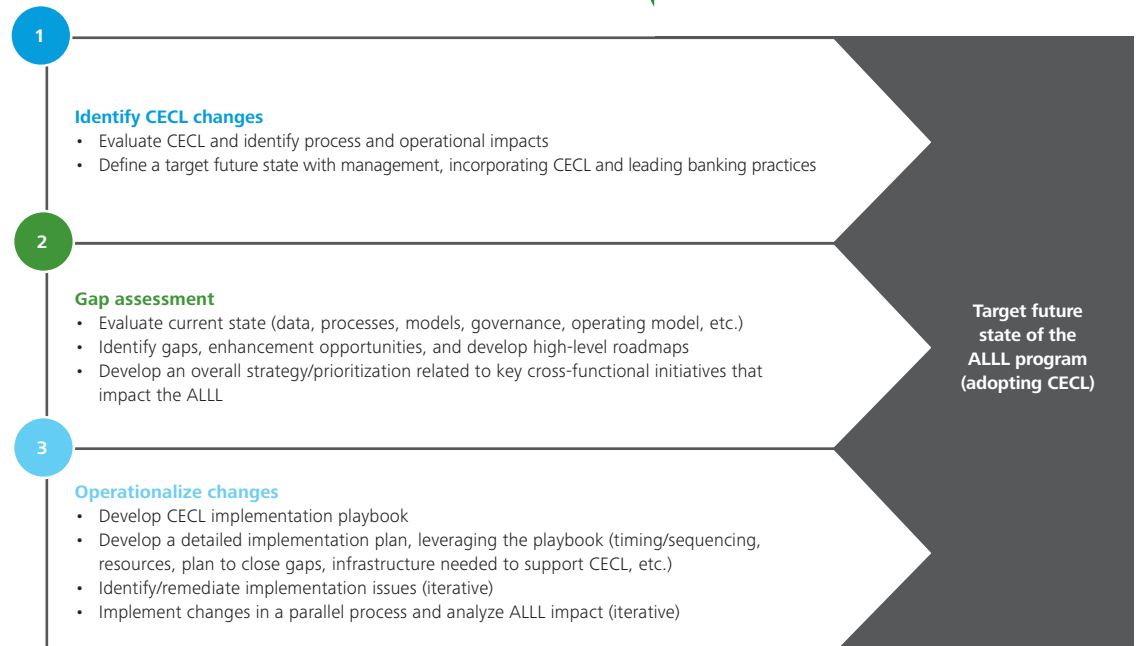 1
Identify CECL changes
• Evaluate CECL and identify process and operational impacts
• Define a target future state with management, incorporating CECL and leading banking practices
2
Gap assessment
• Evaluate current state (data, processes, models, governance, operating model, etc.)
• Identify gaps, enhancement opportunities, and develop high-level roadmaps
• Develop an overall strategy/prioritization related to key cross-functional initiatives that
impact the ALLL
3
Operationalize changes
• Develop CECL implementation playbook
• Develop a detailed implementation plan, leveraging the playbook (timing/sequencing,
resources, plan to close gaps, infrastructure needed to support CECL, etc.)
• Identify/remediate implementation issues (iterative)
• Implement changes in a parallel process and analyze ALLL impact (iterative)
Target future
state of the
ALLL program
(adopting CECL)